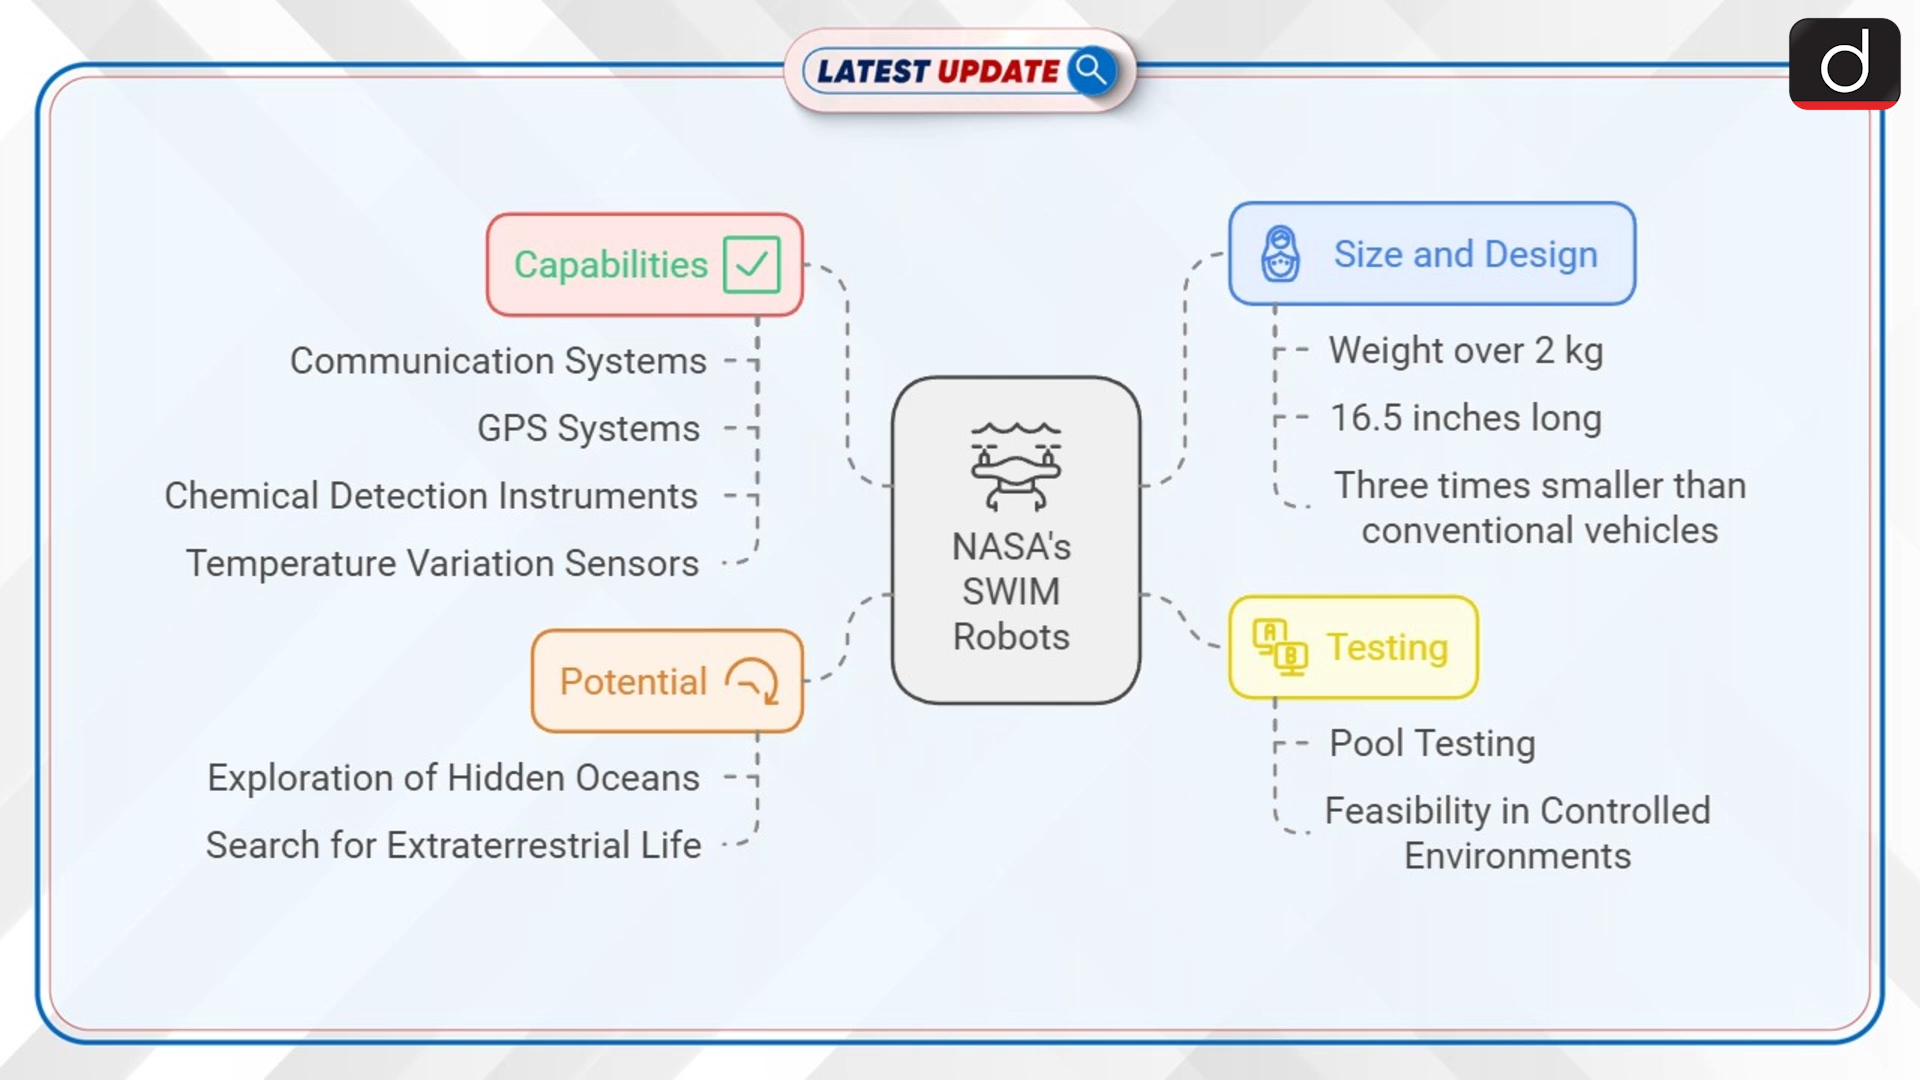 LATEST UPDATE
d
Capabilities
Communication Systems
GPS Systems
Chemical Detection Instruments
Temperature Variation Sensors
Potential
Exploration of Hidden Oceans
Search for Extraterrestrial Life
NASA's
SWIM
Robots
Size and Design
Weight over 2 kg
16.5 inches long
Three times smaller than
conventional vehicles
A
B
Testing
Pool Testing
Feasibility in Controlled
Environments